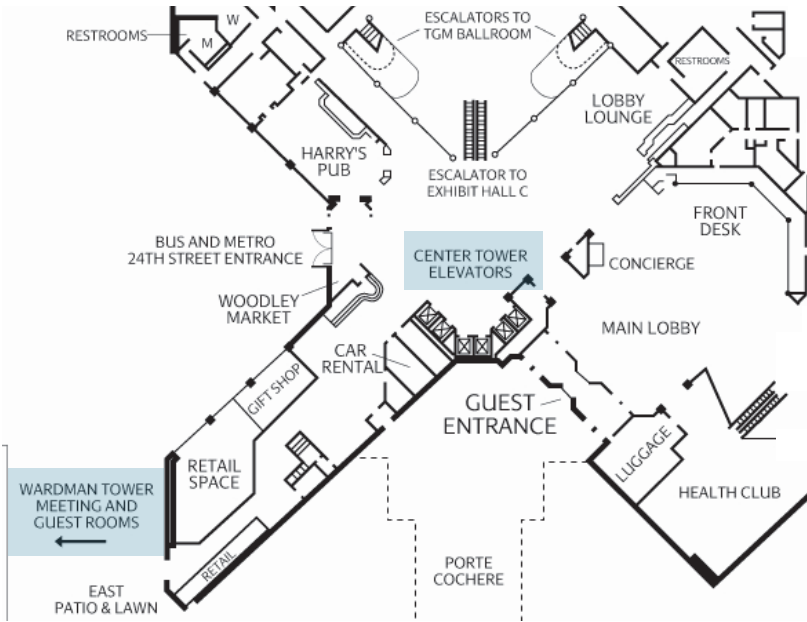 RESTROOMS
W
M
ESCALATORS TO
TGM BALLROOM
RESTROOMS
LOBBY
LOUNGE
HARRY'S
PUB
ESCALATOR TO
EXHIBIT HALL C
FRONT
DESK
BUS AND METRO
24TH STREET ENTRANCE
CENTER TOWER
ELEVATORS
CONCIERGE
WOODLEY
MARKET
MAIN LOBBY
CAR
RENTAL
GIFT SHOP
GUEST
ENTRANCE
LUGGAGE
RETAIL
SPACE
HEALTH CLUB
WARDMAN TOWER
MEETING AND
GUEST ROOMS
RETAIL
PORTE
COCHERE
EAST
PATIO & LAWN